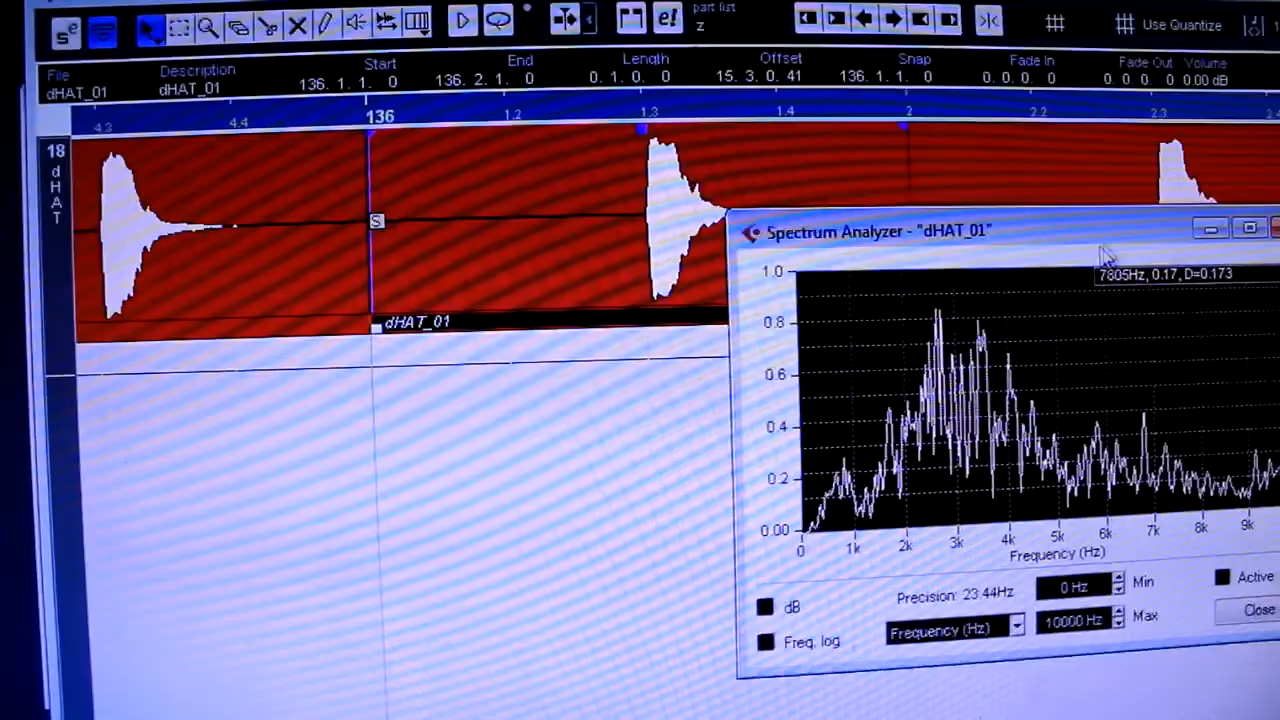 part list
z
Use Quantize
File Description Start End Length Offset Snap Fade In Fade Out Volume
dHAT_01 dHAT_01 136. 1. 1. 0 136. 2. 1. 0 0. 1. 0. 0 15. 3. 0. 41 136. 1. 1. 0 0. 0. 0. 0 0. 0. 0. 0 0.00 dB
4.3 4.4 136 1.2 1.3 1.4 2 2.2 2.3
18
dHAT
S
dHAT_01
Spectrum Analyzer - "dHAT_01"
7805Hz, 0.17, D=0.173
1.0
0.8
0.6
0.4
0.2
0.00
0 1k 2k 3k 4k 5k 6k 7k 8k 9k
Frequency (Hz)
dB Precision: 23.44Hz 0 Hz Min Active
Freq. log Frequency (Hz) 10000 Hz Max Close